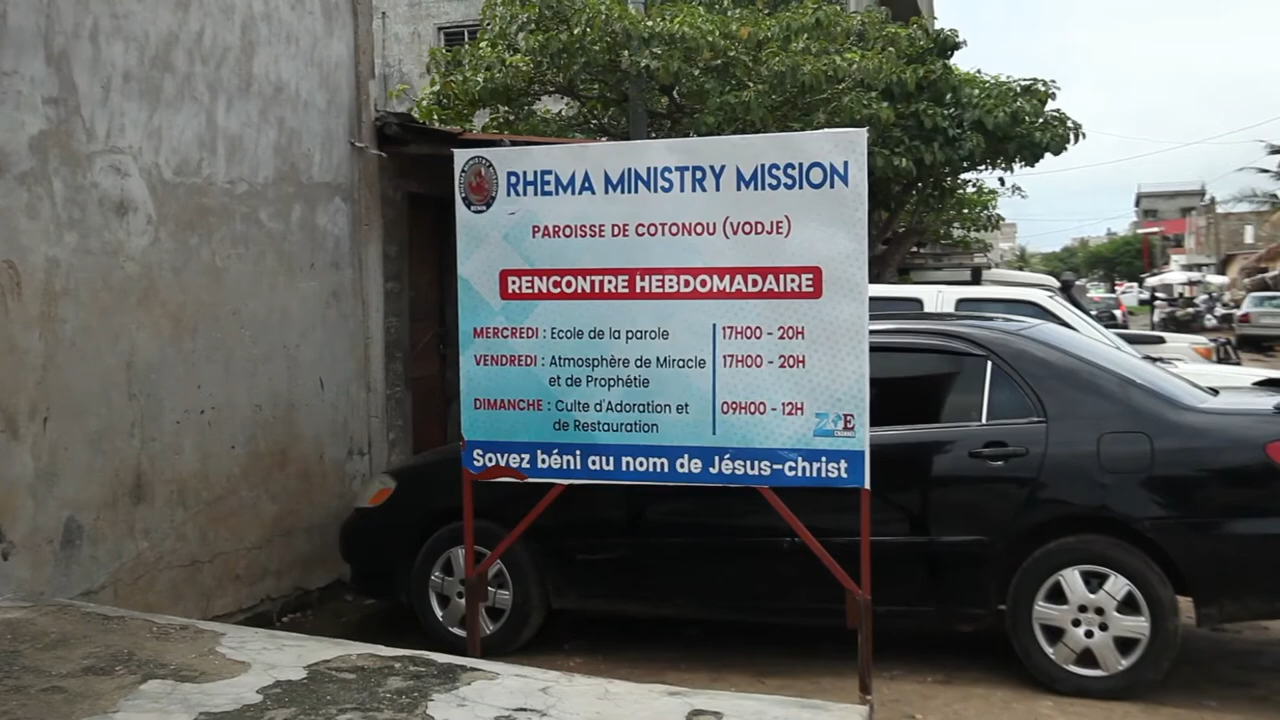 RHEMA MINISTRY MISSION
PAROISSE DE COTONOU (VODJE)
RENCONTRE HEBDOMADAIRE
MERCREDI : Ecole de la parole 17H00 - 20H
VENDREDI : Atmosphère de Miracle 17H00 - 20H
et de Prophétie
DIMANCHE : Culte d'Adoration et 09H00 - 12H
de Restauration
ZOE
CHANNEL
Soyez béni au nom de Jésus-christ